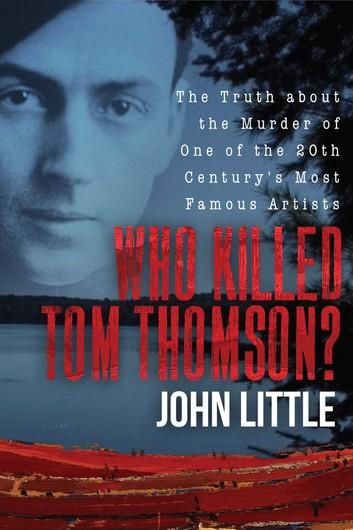 The Truth about
the Murder of
One of the 20th
Century's Most
Famous Artists
WHO KILLED
TOM THOMSON?
JOHN LITTLE